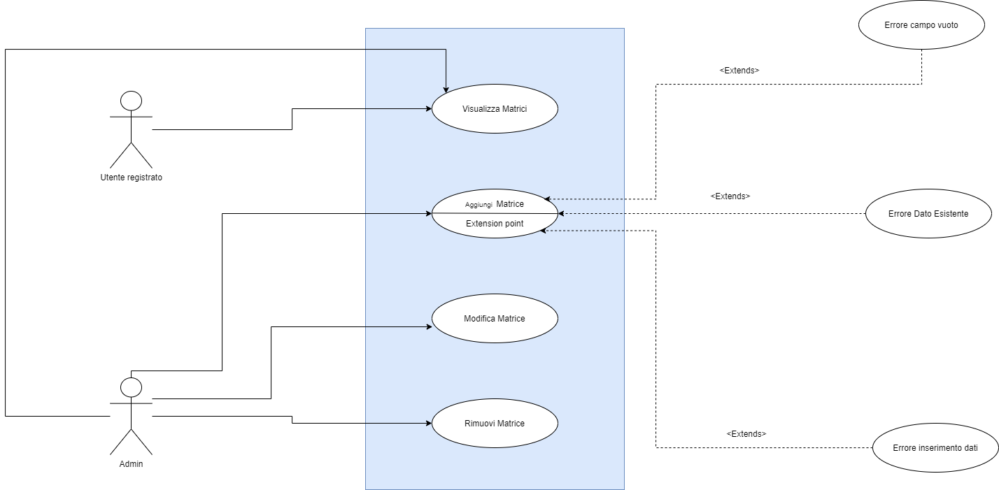 Errore campo vuoto
<Extends>
Visualizza Matrici
Utente registrato
<Extends>
Aggiungi Matrice
Errore Dato Esistente
Extension point
Modifica Matrice
Rimuovi Matrice
<Extends>
Errore inserimento dati
Admin